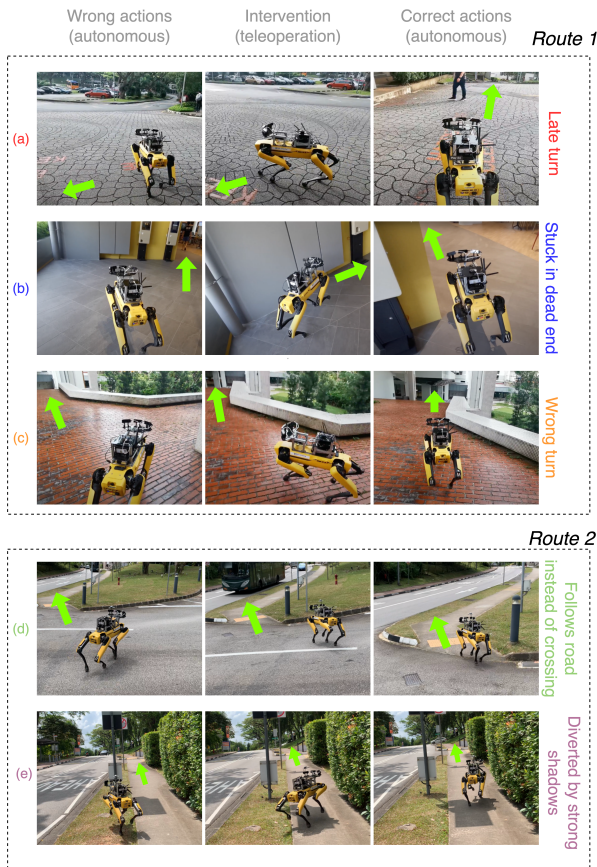 Wrong actions
(autonomous)
Intervention
(teleoperation)
Correct actions
(autonomous)
Route 1
(a)
Late turn
(b)
Stuck in dead end
(c)
Wrong turn
Route 2
(d)
Follows road
instead of crossing
(e)
Diverted by strong
shadows